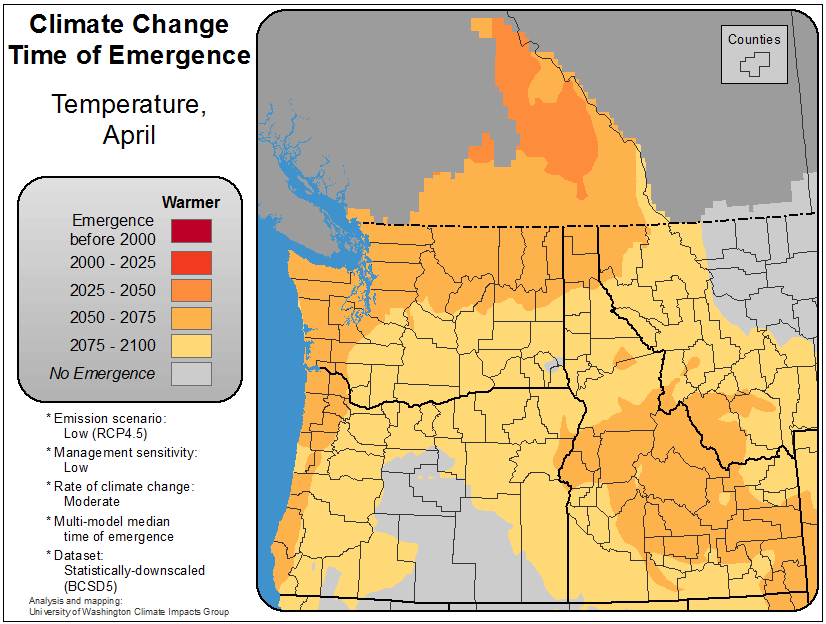 Climate Change
Time of Emergence
Temperature,
April
Warmer
Emergence
before 2000
2000 - 2025
2025 - 2050
2050 - 2075
2075 - 2100
No Emergence
* Emission scenario:
Low (RCP4.5)
* Management sensitivity:
Low
* Rate of climate change:
Moderate
* Multi-model median
time of emergence
* Dataset:
Statistically-downscaled
(BCSD5)
Analysis and mapping:
University of Washington Climate Impacts Group
Counties